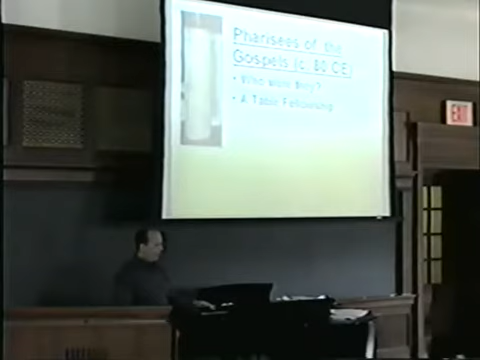 Pharisees of the
Gospels (c. 80 CE)
• Who were they?
• A Table Fellowship
EXIT